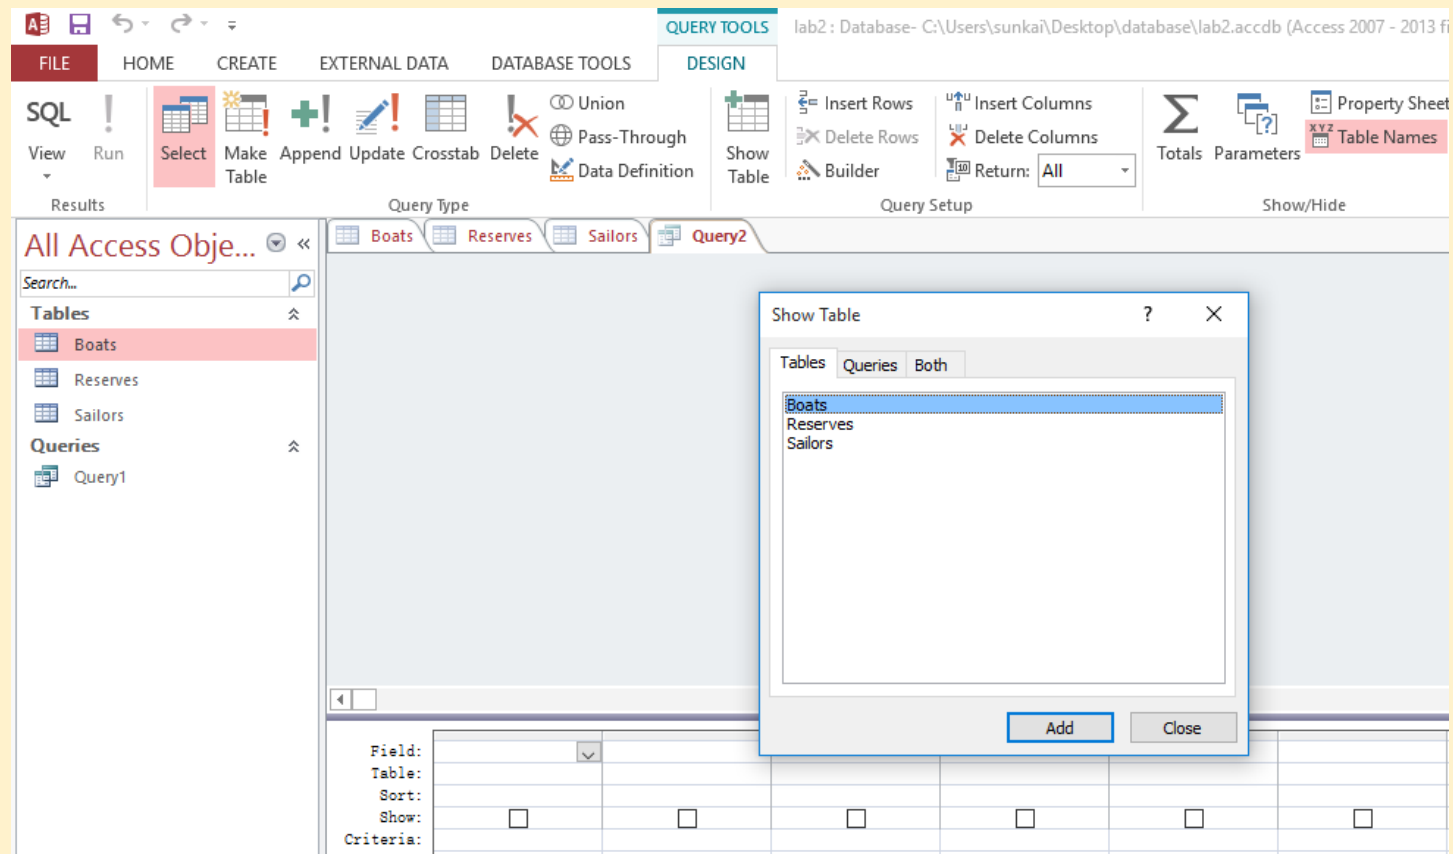 QUERY TOOLS
lab2 : Database- C:\Users\sunkai\Desktop\database\lab2.accdb (Access 2007 - 2013 fi
FILE HOME CREATE EXTERNAL DATA DATABASE TOOLS DESIGN
SQL
View
Run
Results
Select
Make Table
Append
Update
Crosstab
Delete
Union
Pass-Through
Data Definition
Query Type
Show Table
Insert Rows
Delete Rows
Builder
Insert Columns
Delete Columns
Return: All
Query Setup
Totals
Parameters
Property Sheet
XYZ Table Names
Show/Hide
All Access Obje... «
Search...
Tables
Boats
Reserves
Sailors
Queries
Query1
Boats Reserves Sailors Query2
Show Table ? X
Tables Queries Both
Boats
Reserves
Sailors
Add Close
Field:
Table:
Sort:
Show:
Criteria: